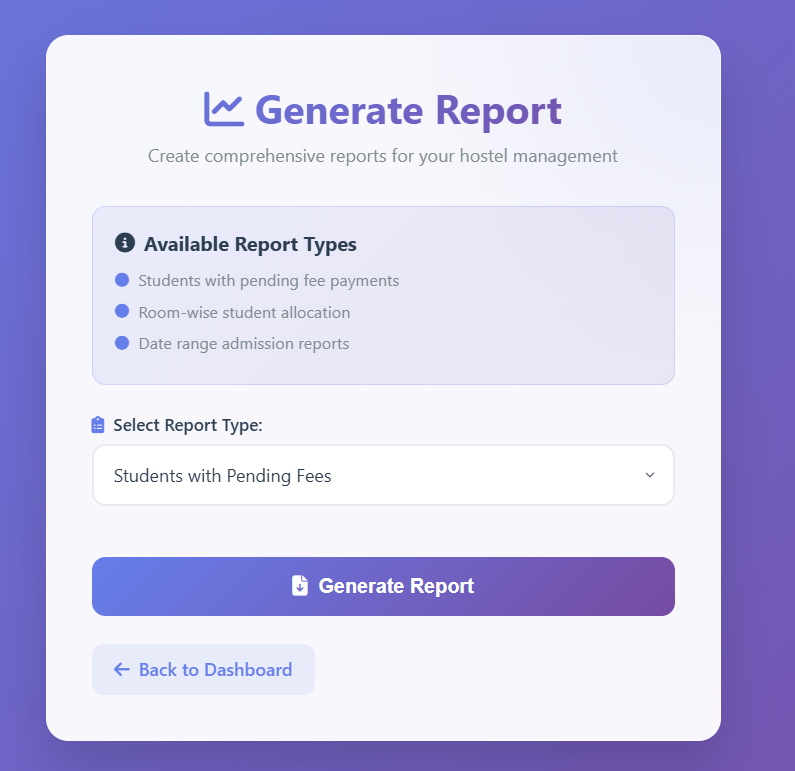 Generate Report
Create comprehensive reports for your hostel management
Available Report Types
Students with pending fee payments
Room-wise student allocation
Date range admission reports
Select Report Type:
Students with Pending Fees
Generate Report
Back to Dashboard